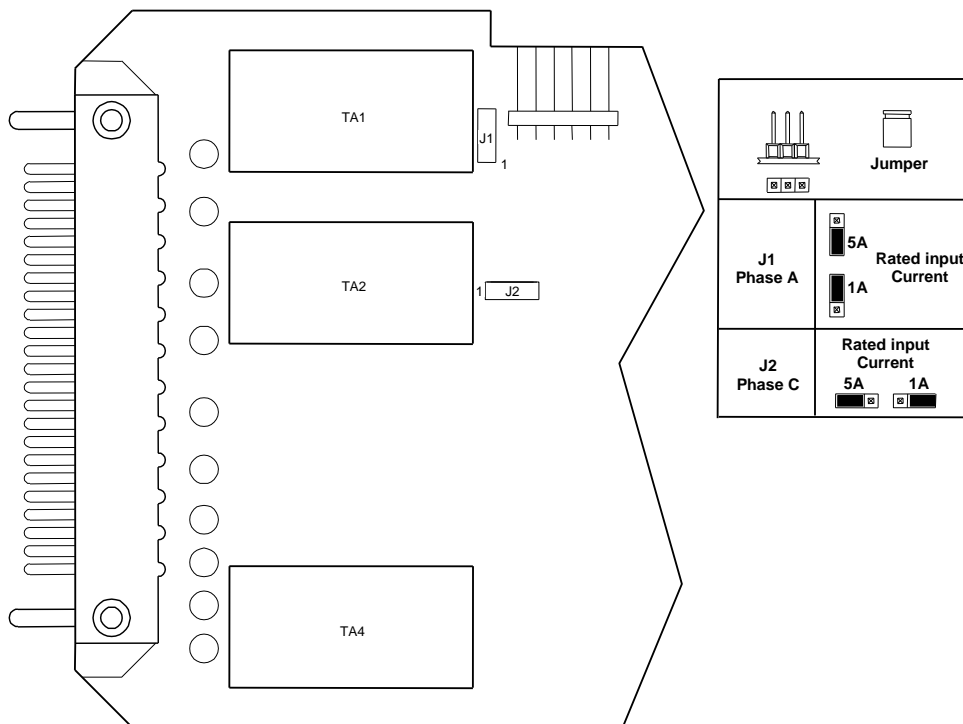 TA1
J1
1
TA2
1
J2
TA4
Jumper
J1
Phase A
5A
1A
Rated input
Current
J2
Phase C
Rated input
Current
5A 1A